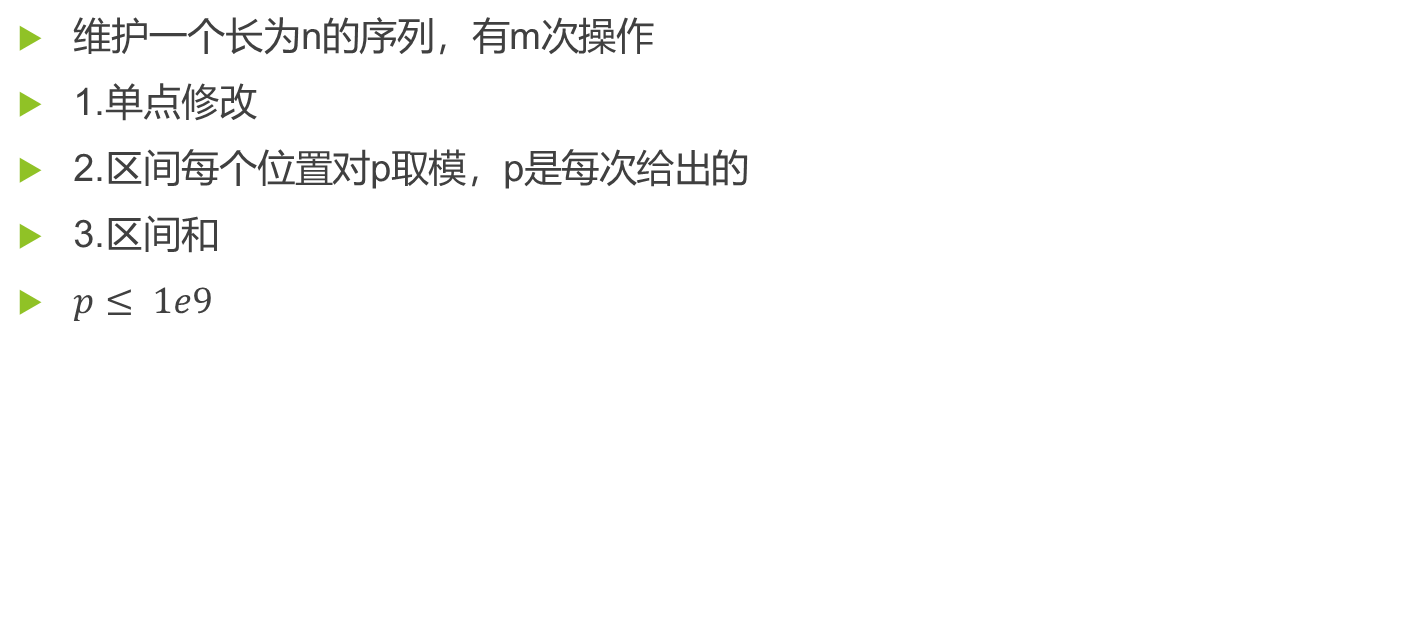 维护一个长为n的序列，有m次操作
1.单点修改
2.区间每个位置对p取模，p是每次给出的
3.区间和
p ≤ 1e9